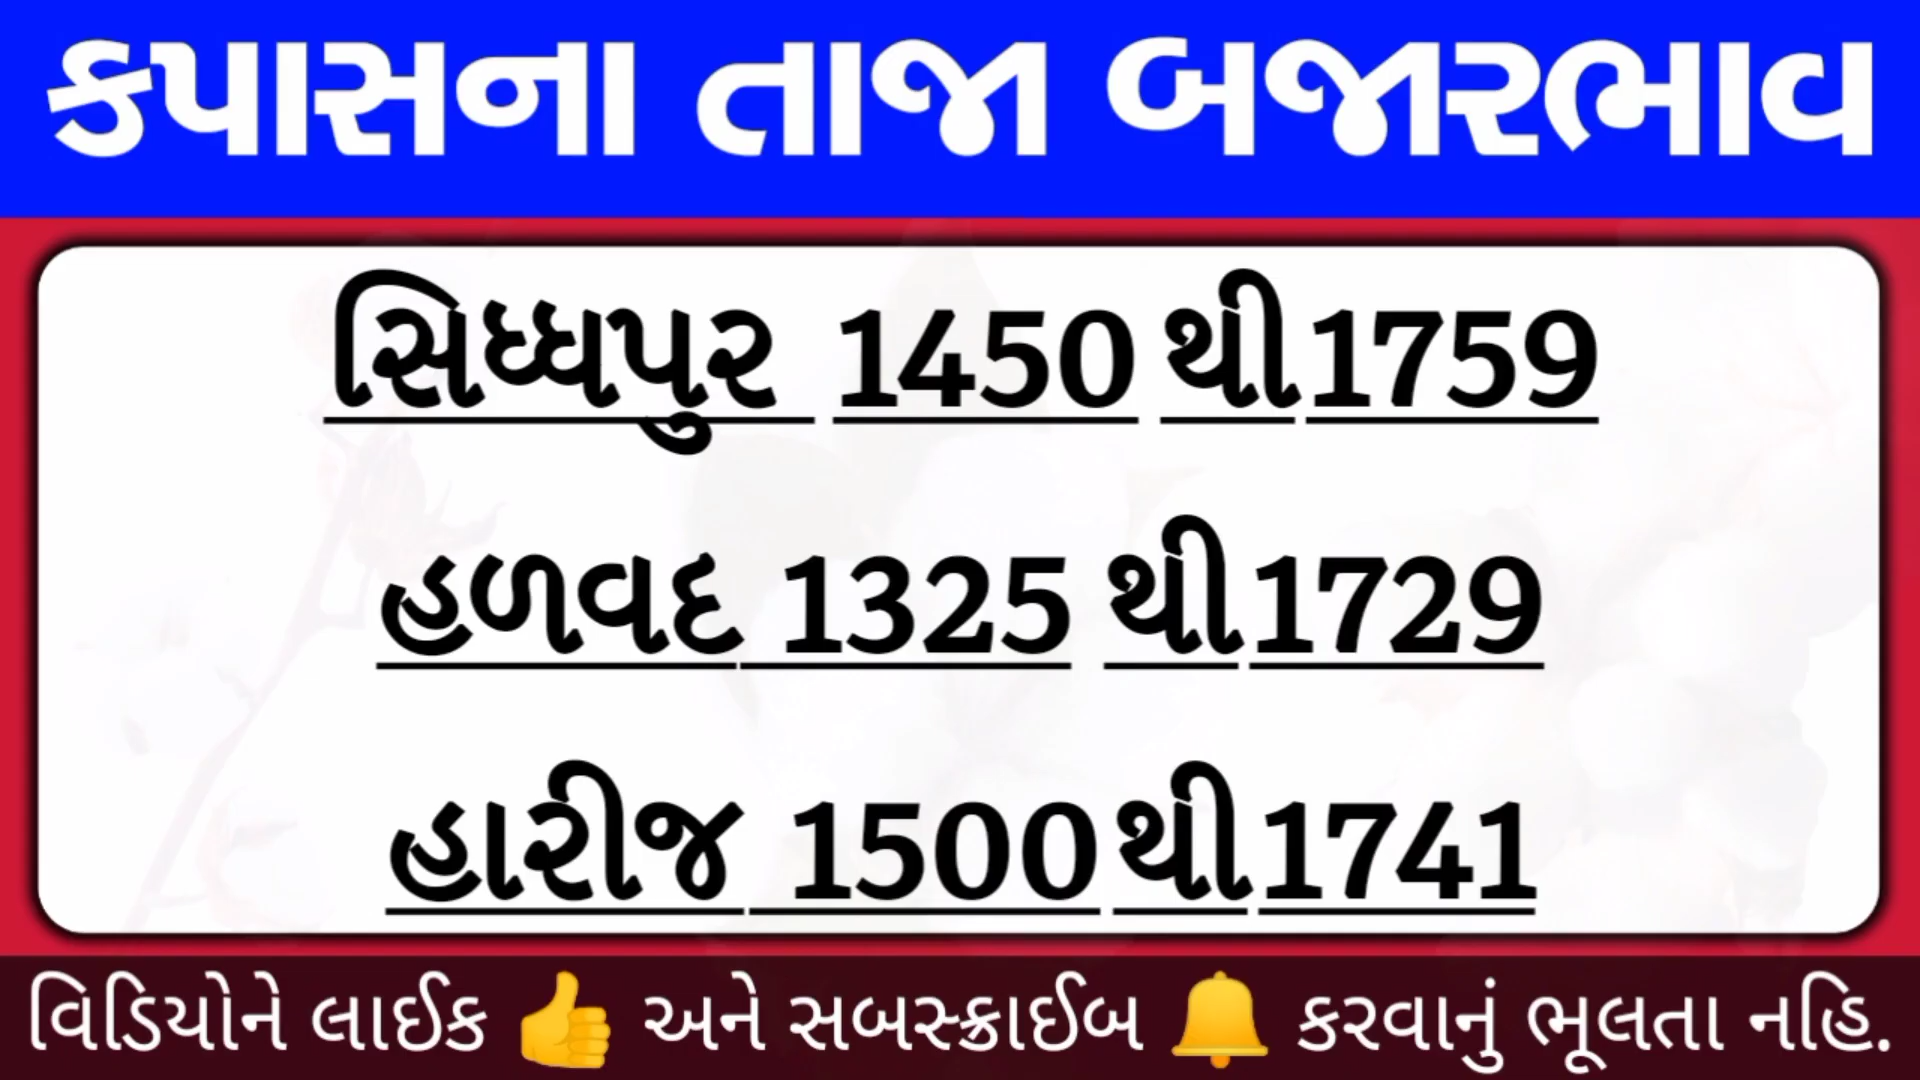 કપાસના તાજા બજારભાવ
સિધ્ધપુર 1450 થી 1759
હળવદ 1325 થી 1729
હારીજ 1500 થી 1741
વિડિયોને લાઈક 👍 અને સબસ્ક્રાઈબ 🔔 કરવાનું ભૂલતા નહિ.